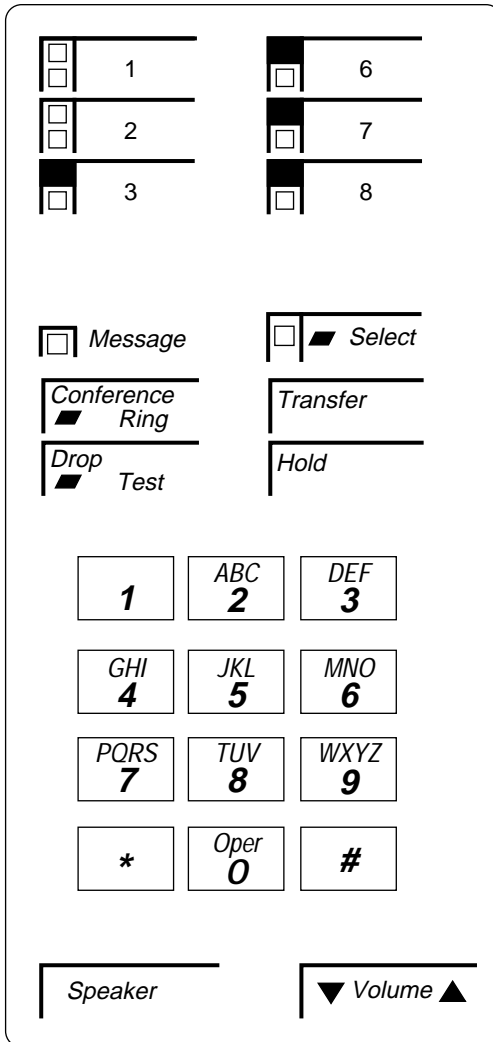 1 6
2 7
3 8
Message Select
Conference Transfer
Ring
Drop Hold
Test
ABC DEF
1 2 3
GHI JKL MNO
4 5 6
PQRS TUV WXYZ
7 8 9
* Oper #
0
Speaker ▼ Volume ▲